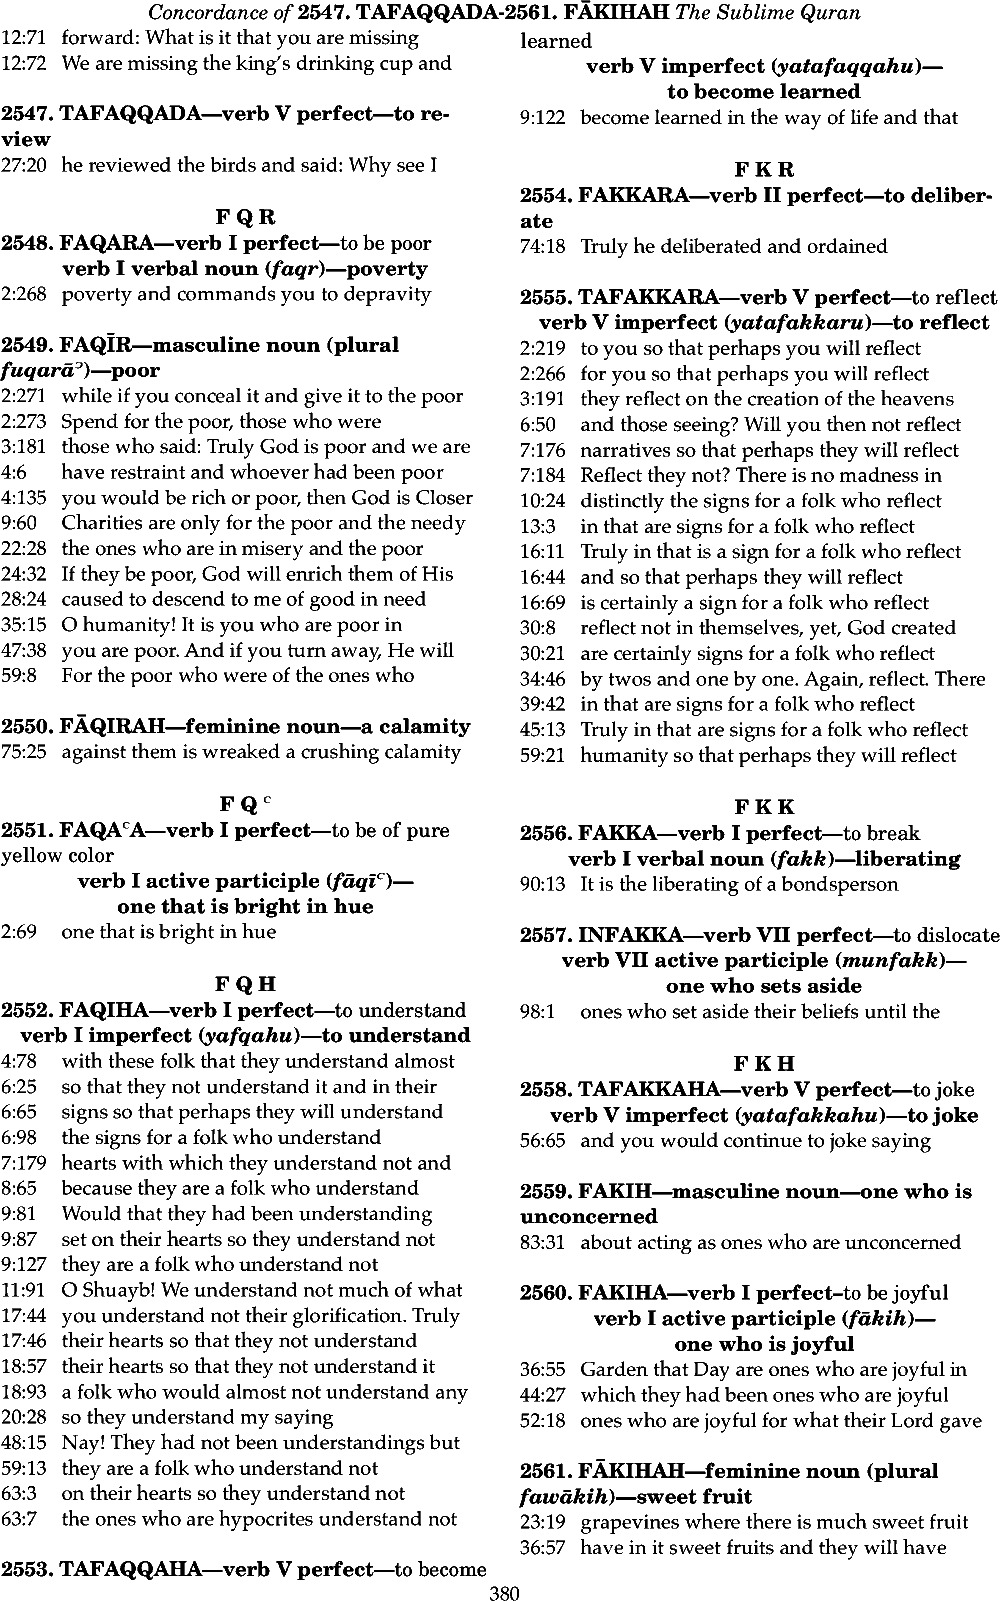 Concordance of 2547. TAFAQQADA-2561. FĀKIHAH The Sublime Quran
12:71 forward: What is it that you are missing
12:72 We are missing the king's drinking cup and
2547. TAFAQQADA—verb V perfect—to re-
view
27:20 he reviewed the birds and said: Why see I
F Q R
2548. FAQARA—verb I perfect—to be poor
verb I verbal noun (faqr)—poverty
2:268 poverty and commands you to depravity
2549. FAQĪR—masculine noun (plural
fuqarāᵓ)—poor
2:271 while if you conceal it and give it to the poor
2:273 Spend for the poor, those who were
3:181 those who said: Truly God is poor and we are
4:6 have restraint and whoever had been poor
4:135 you would be rich or poor, then God is Closer
9:60 Charities are only for the poor and the needy
22:28 the ones who are in misery and the poor
24:32 If they be poor, God will enrich them of His
28:24 caused to descend to me of good in need
35:15 O humanity! It is you who are poor in
47:38 you are poor. And if you turn away, He will
59:8 For the poor who were of the ones who
2550. FĀQIRAH—feminine noun—a calamity
75:25 against them is wreaked a crushing calamity
F Q ᶜ
2551. FAQAᶜA—verb I perfect—to be of pure
yellow color
verb I active participle (fāqīᶜ)—
one that is bright in hue
2:69 one that is bright in hue
F Q H
2552. FAQIHA—verb I perfect—to understand
verb I imperfect (yafqahu)—to understand
4:78 with these folk that they understand almost
6:25 so that they not understand it and in their
6:65 signs so that perhaps they will understand
6:98 the signs for a folk who understand
7:179 hearts with which they understand not and
8:65 because they are a folk who understand
9:81 Would that they had been understanding
9:87 set on their hearts so they understand not
9:127 they are a folk who understand not
11:91 O Shuayb! We understand not much of what
17:44 you understand not their glorification. Truly
17:46 their hearts so that they not understand
18:57 their hearts so that they not understand it
18:93 a folk who would almost not understand any
20:28 so they understand my saying
48:15 Nay! They had not been understandings but
59:13 they are a folk who understand not
63:3 on their hearts so they understand not
63:7 the ones who are hypocrites understand not
2553. TAFAQQAHA—verb V perfect—to become
learned
verb V imperfect (yatafaqqahu)—
to become learned
9:122 become learned in the way of life and that
F K R
2554. FAKKARA—verb II perfect—to deliber-
ate
74:18 Truly he deliberated and ordained
2555. TAFAKKARA—verb V perfect—to reflect
verb V imperfect (yatafakkaru)—to reflect
2:219 to you so that perhaps you will reflect
2:266 for you so that perhaps you will reflect
3:191 they reflect on the creation of the heavens
6:50 and those seeing? Will you then not reflect
7:176 narratives so that perhaps they will reflect
7:184 Reflect they not? There is no madness in
10:24 distinctly the signs for a folk who reflect
13:3 in that are signs for a folk who reflect
16:11 Truly in that is a sign for a folk who reflect
16:44 and so that perhaps they will reflect
16:69 is certainly a sign for a folk who reflect
30:8 reflect not in themselves, yet, God created
30:21 are certainly signs for a folk who reflect
34:46 by twos and one by one. Again, reflect. There
39:42 in that are signs for a folk who reflect
45:13 Truly in that are signs for a folk who reflect
59:21 humanity so that perhaps they will reflect
F K K
2556. FAKKA—verb I perfect—to break
verb I verbal noun (fakk)—liberating
90:13 It is the liberating of a bondsperson
2557. INFAKKA—verb VII perfect—to dislocate
verb VII active participle (munfakk)—
one who sets aside
98:1 ones who set aside their beliefs until the
F K H
2558. TAFAKKAHA—verb V perfect—to joke
verb V imperfect (yatafakkahu)—to joke
56:65 and you would continue to joke saying
2559. FAKIH—masculine noun—one who is
unconcerned
83:31 about acting as ones who are unconcerned
2560. FAKIHA—verb I perfect–to be joyful
verb I active participle (fākih)—
one who is joyful
36:55 Garden that Day are ones who are joyful in
44:27 which they had been ones who are joyful
52:18 ones who are joyful for what their Lord gave
2561. FĀKIHAH—feminine noun (plural
fawākih)—sweet fruit
23:19 grapevines where there is much sweet fruit
36:57 have in it sweet fruits and they will have
380